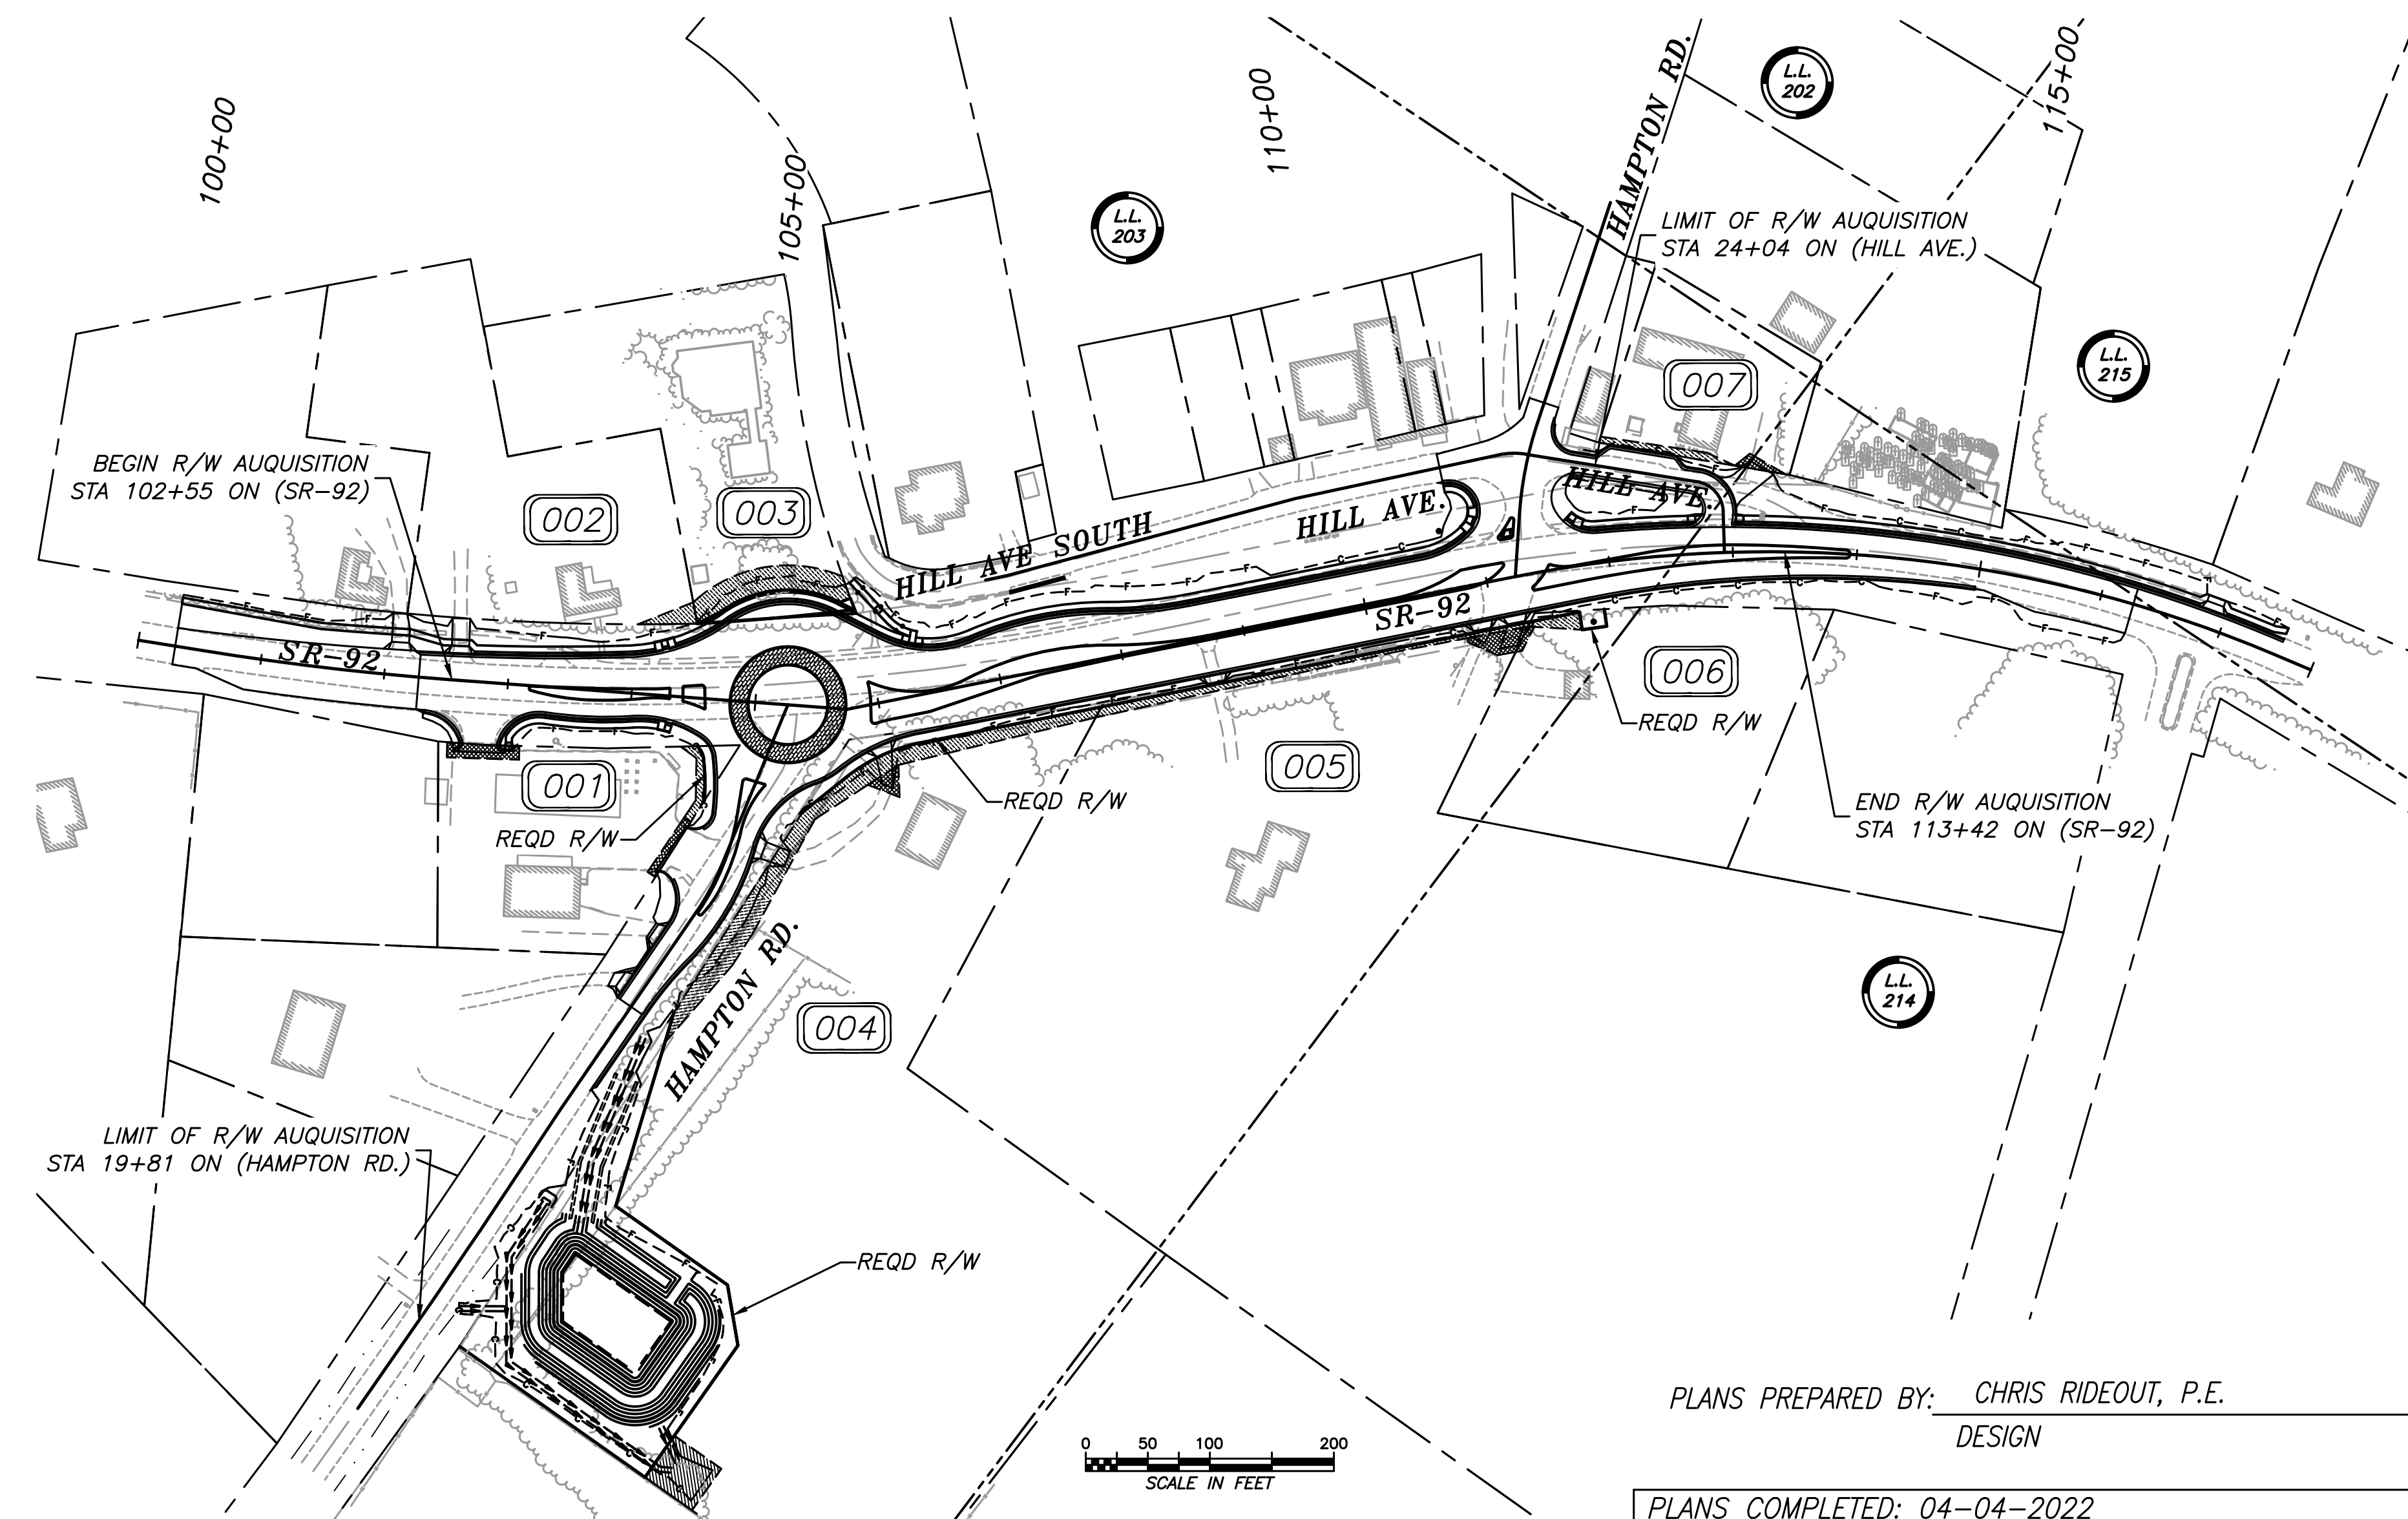 100+00
105+00
110+00
115+00
HAMPTON RD.
L.L.
202
L.L.
203
LIMIT OF R/W AUQUISITION
STA 24+04 ON (HILL AVE.)
L.L.
215
007
BEGIN R/W AUQUISITION
STA 102+55 ON (SR-92)
002
003
HILL AVE SOUTH
HILL AVE.
HILL AVE.
SR-92
SR-92
006
REQD R/W
001
REQD R/W
REQD R/W
005
END R/W AUQUISITION
STA 113+42 ON (SR-92)
HAMPTON RD.
004
L.L.
214
LIMIT OF R/W AUQUISITION
STA 19+81 ON (HAMPTON RD.)
REQD R/W
0 50 100 200
SCALE IN FEET
PLANS PREPARED BY: CHRIS RIDEOUT, P.E.
DESIGN
PLANS COMPLETED: 04-04-2022